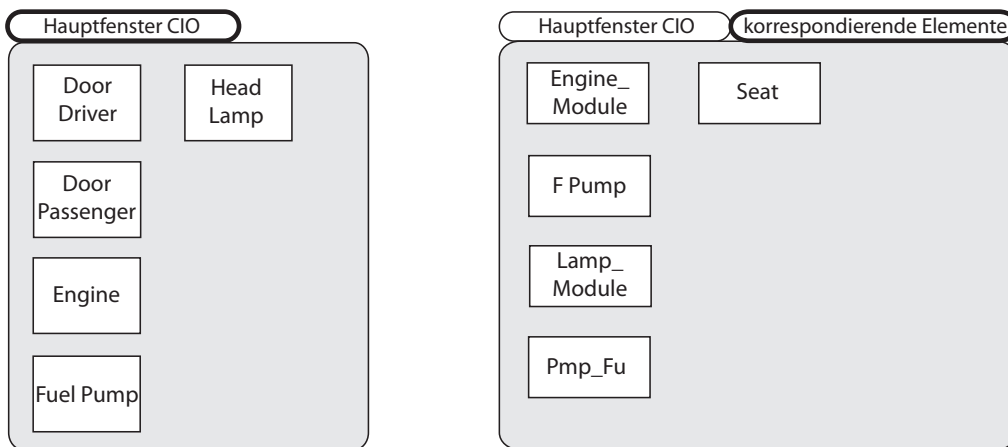 Hauptfenster CIO
Door
Driver
Head
Lamp
Door
Passenger
Engine
Fuel Pump
Hauptfenster CIO
korrespondierende Elemente
Engine_
Module
Seat
F Pump
Lamp_
Module
Pmp_Fu